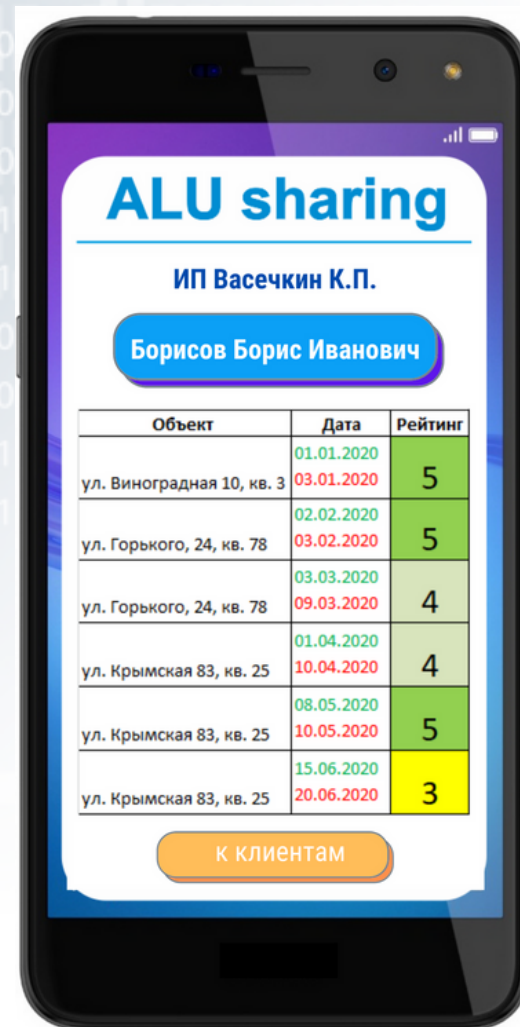 ALU sharing
ИП Васечкин К.П.
Борисов Борис Иванович
Объект Дата Рейтинг
ул. Виноградная 10, кв. 3 01.01.2020 03.01.2020 5
ул. Горького, 24, кв. 78 02.02.2020 03.02.2020 5
ул. Горького, 24, кв. 78 03.03.2020 09.03.2020 4
ул. Крымская 83, кв. 25 01.04.2020 10.04.2020 4
ул. Крымская 83, кв. 25 08.05.2020 10.05.2020 5
ул. Крымская 83, кв. 25 15.06.2020 20.06.2020 3
к клиентам